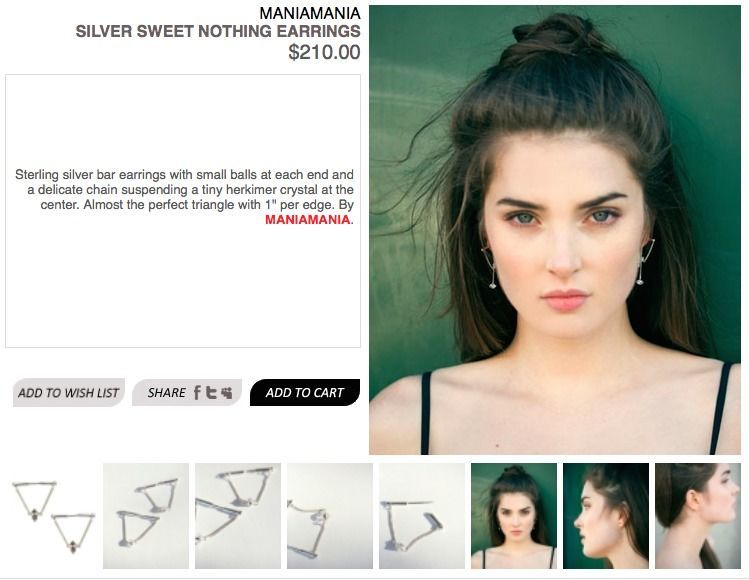 MANIAMANIA
SILVER SWEET NOTHING EARRINGS
$210.00
Sterling silver bar earrings with small balls at each end and
a delicate chain suspending a tiny herkimer crystal at the
center. Almost the perfect triangle with 1" per edge. By
MANIAMANIA.
ADD TO WISH LIST
SHARE
ADD TO CART